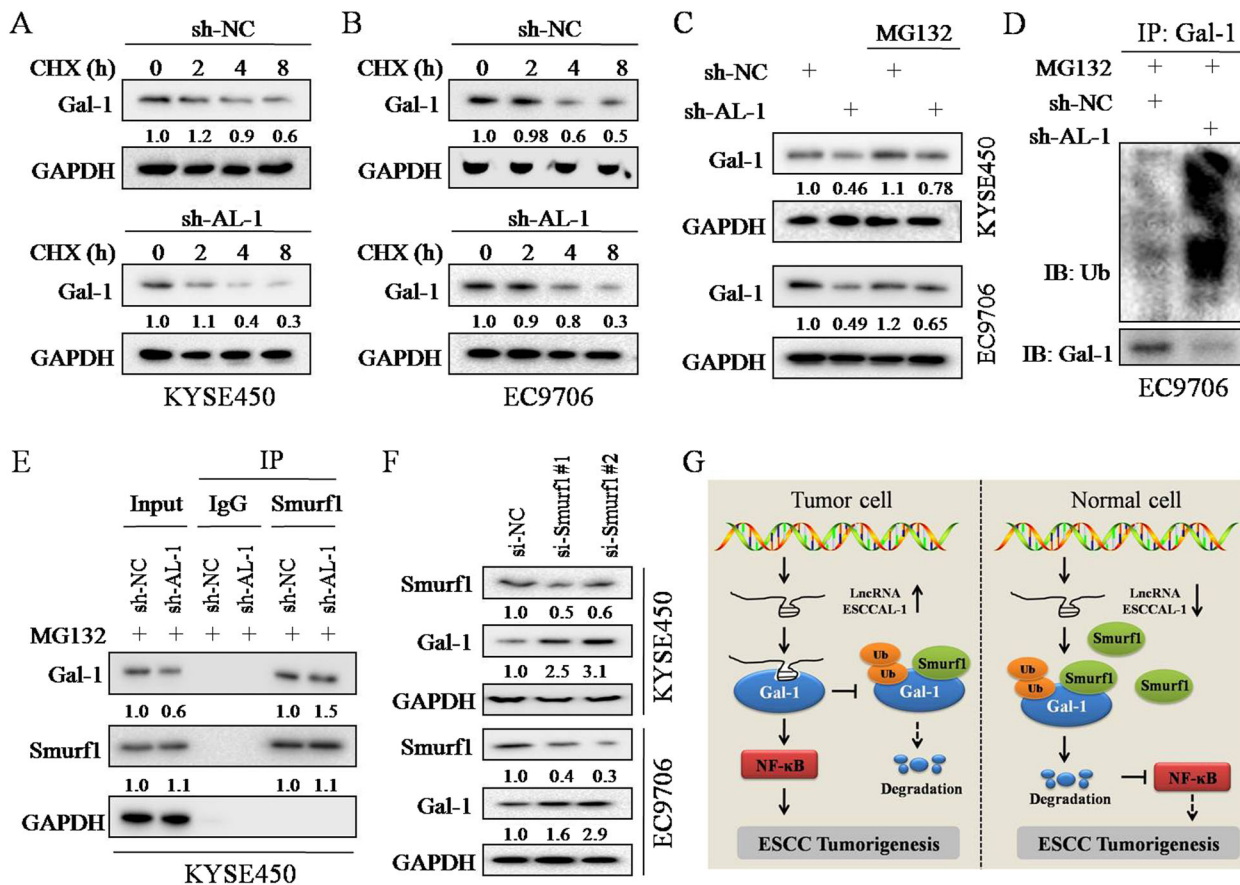 A
sh-NC
CHX (h) 0 2 4 8
Gal-1
1.0 1.2 0.9 0.6
GAPDH
sh-AL-1
CHX (h) 0 2 4 8
Gal-1
1.0 1.1 0.4 0.3
GAPDH
KYSE450
B
sh-NC
CHX (h) 0 2 4 8
Gal-1
1.0 0.98 0.6 0.5
GAPDH
sh-AL-1
CHX (h) 0 2 4 8
Gal-1
1.0 0.9 0.8 0.3
GAPDH
EC9706
C
MG132
sh-NC + +
sh-AL-1 + +
Gal-1
1.0 0.46 1.1 0.78
GAPDH
KYSE450
Gal-1
1.0 0.49 1.2 0.65
GAPDH
EC9706
D
IP: Gal-1
MG132 + +
sh-NC +
sh-AL-1 +
IB: Ub
IB: Gal-1
EC9706
E
IP
Input IgG Smurf1
sh-NC sh-AL-1 sh-NC sh-AL-1 sh-NC sh-AL-1
MG132 + + + + + +
Gal-1
1.0 0.6 1.0 1.5
Smurf1
1.0 1.1 1.0 1.1
GAPDH
KYSE450
F
si-NC si-Smurf1#1 si-Smurf1#2
Smurf1
1.0 0.5 0.6
Gal-1
1.0 2.5 3.1
GAPDH
KYSE450
Smurf1
1.0 0.4 0.3
Gal-1
1.0 1.6 2.9
GAPDH
EC9706
G
Tumor cell
LncRNA
ESCCAL-1
Gal-1
Ub
Ub
Smurf1
Gal-1
NF-κB
Degradation
ESCC Tumorigenesis
Normal cell
LncRNA
ESCCAL-1
Smurf1
Ub
Ub
Smurf1
Smurf1
Gal-1
Degradation
NF-κB
ESCC Tumorigenesis